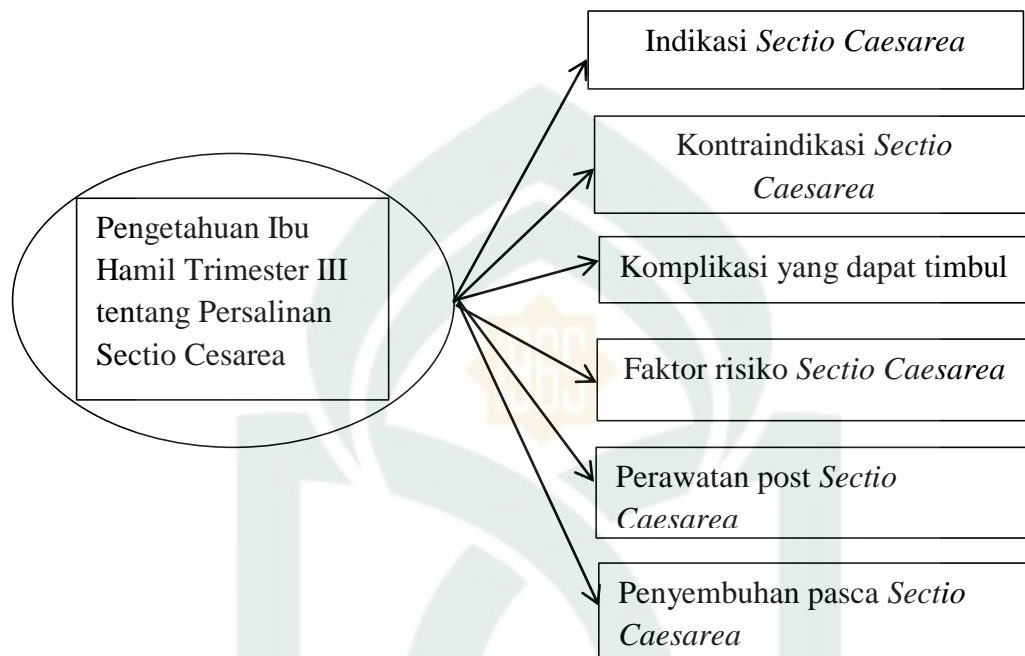 Indikasi Sectio Caesarea
Kontraindikasi Sectio
Caesarea
Pengetahuan Ibu
Hamil Trimester III
tentang Persalinan
Sectio Cesarea
Komplikasi yang dapat timbul
Faktor risiko Sectio Caesarea
Perawatan post Sectio
Caesarea
Penyembuhan pasca Sectio
Caesarea
1965